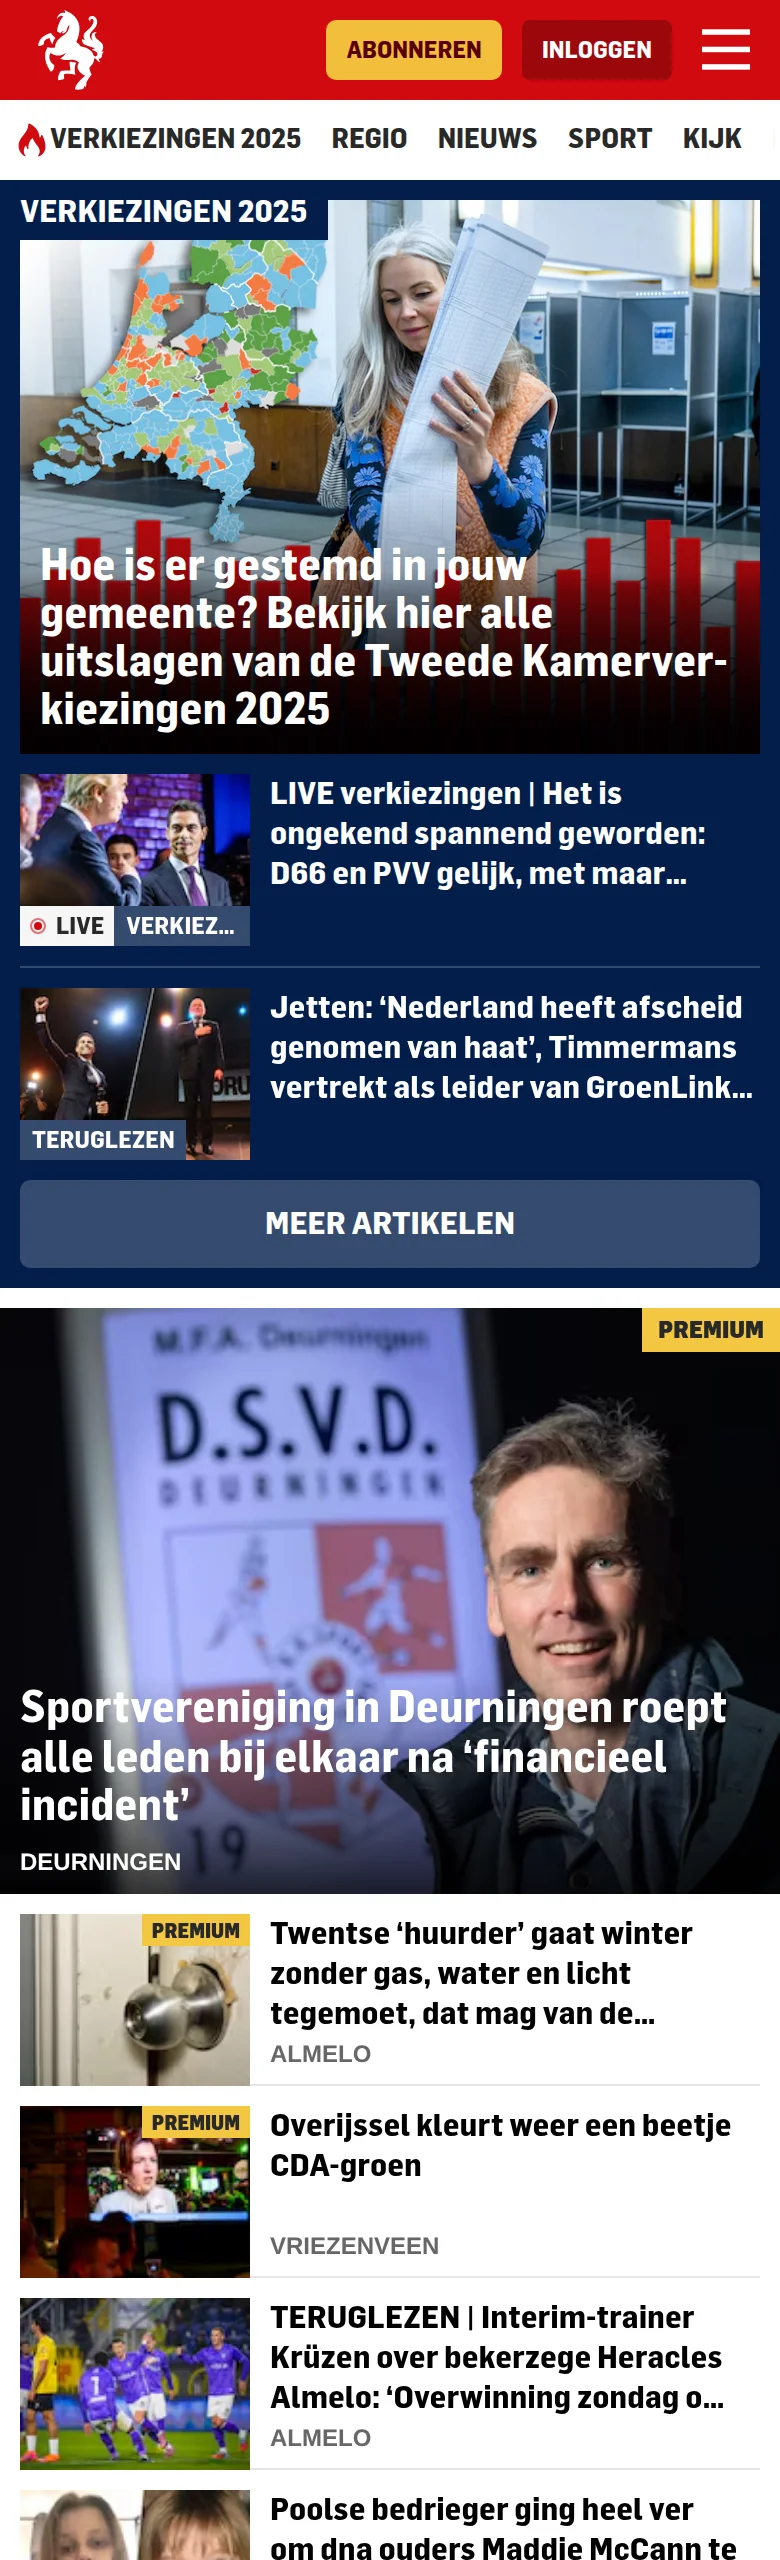 ABONNEREN
INLOGGEN
VERKIEZINGEN 2025 REGIO NIEUWS SPORT KIJK
VERKIEZINGEN 2025
Hoe is er gestemd in jouw
gemeente? Bekijk hier alle
uitslagen van de Tweede Kamerver-
kiezingen 2025
LIVE verkiezingen | Het is
ongekend spannend geworden:
D66 en PVV gelijk, met maar...
LIVE VERKIEZ...
Jetten: ‘Nederland heeft afscheid
genomen van haat’, Timmermans
vertrekt als leider van GroenLink...
TERUGLEZEN
MEER ARTIKELEN
PREMIUM
M.F.A. Deurningen
D.S.V.D.
DEURNINGEN
Sportvereniging in Deurningen roept
alle leden bij elkaar na ‘financieel
incident’
19
DEURNINGEN
PREMIUM
Twentse ‘huurder’ gaat winter
zonder gas, water en licht
tegemoet, dat mag van de...
ALMELO
PREMIUM
Overijssel kleurt weer een beetje
CDA-groen
VRIEZENVEEN
TERUGLEZEN | Interim-trainer
Krüzen over bekerzege Heracles
Almelo: ‘Overwinning zondag o...
ALMELO
Poolse bedrieger ging heel ver
om dna ouders Maddie McCann te